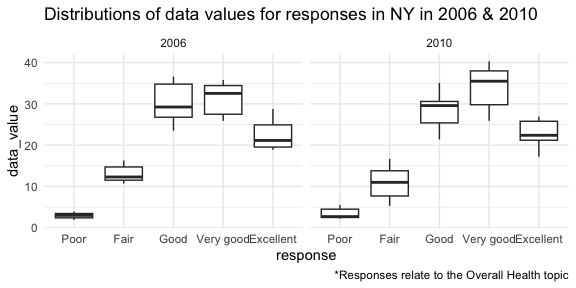 Distributions of data values for responses in NY in 2006 & 2010
2006
2010
data_value
40
30
20
10
0
Poor
Fair
Good
Very good
Excellent
Poor
Fair
Good
Very good
Excellent
response
*Responses relate to the Overall Health topic